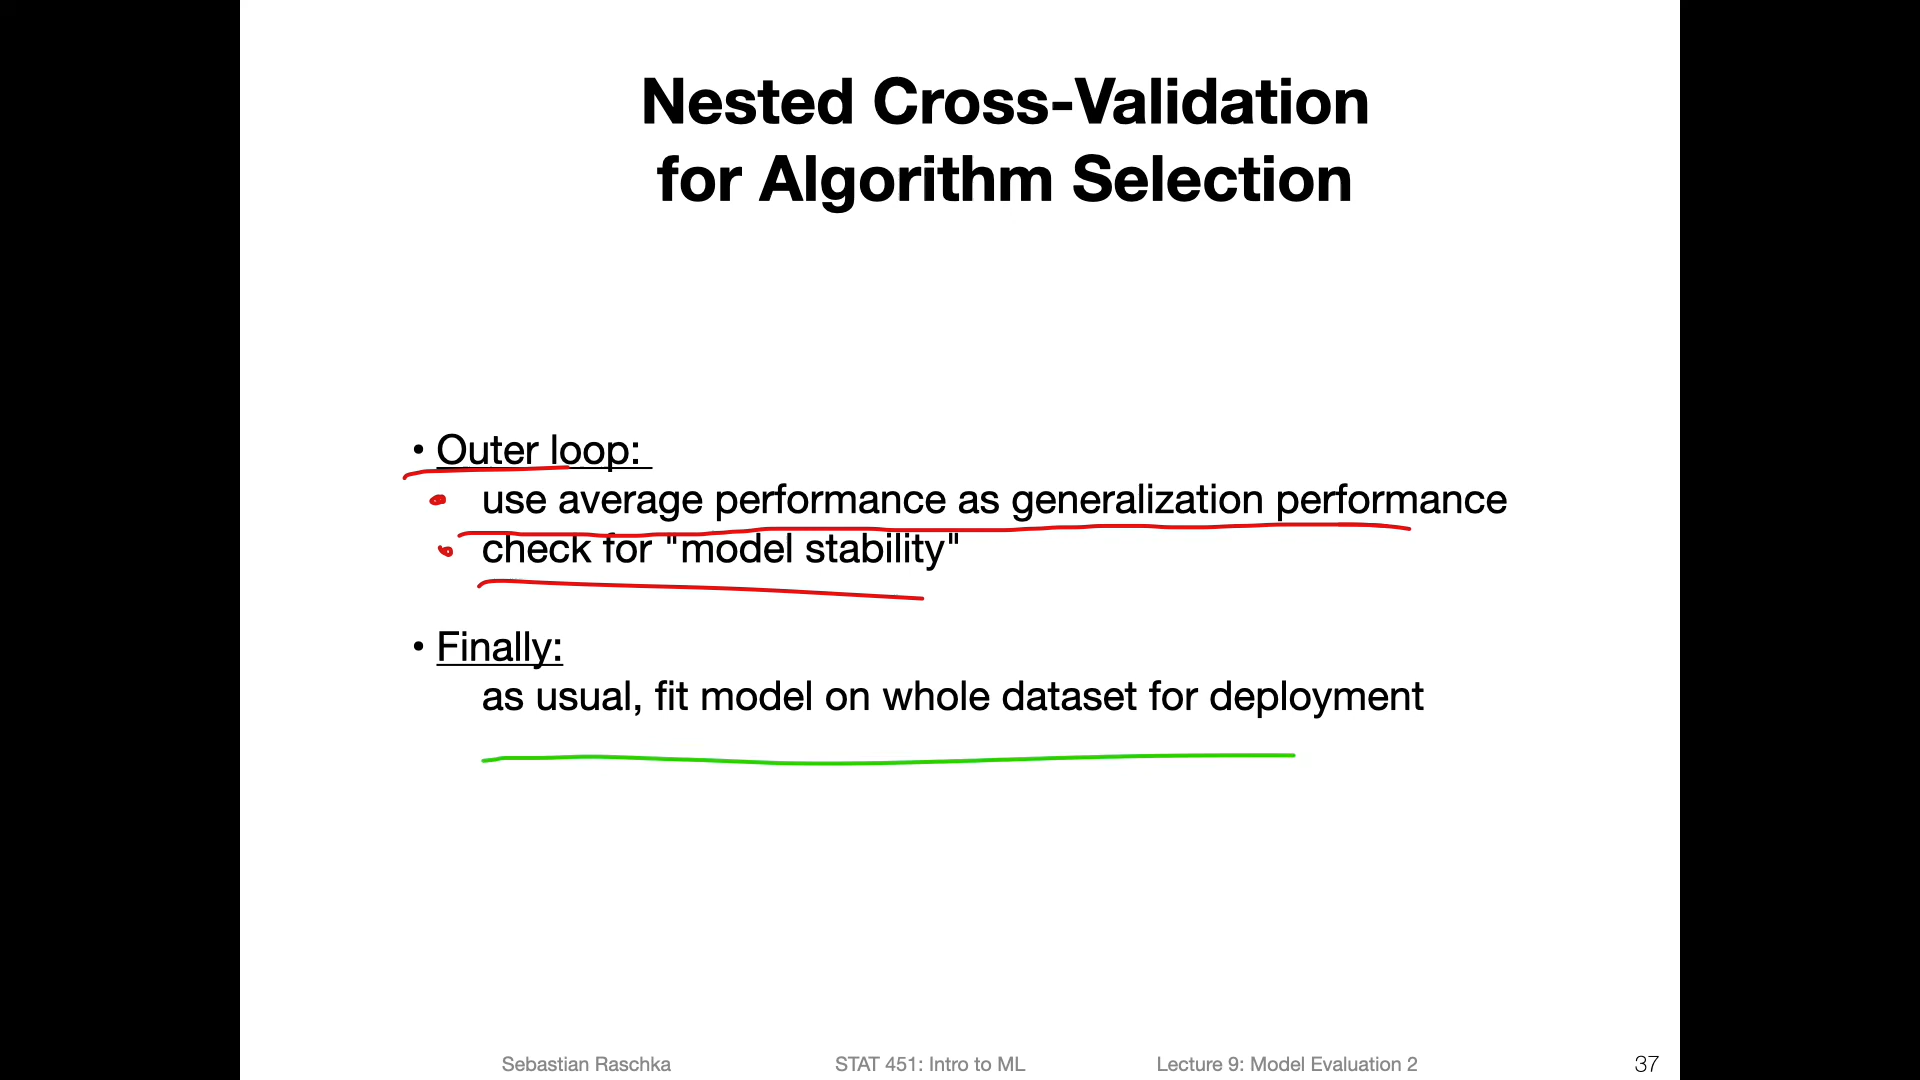 Nested Cross-Validation
for Algorithm Selection
• Outer loop:
• use average performance as generalization performance
• check for "model stability"
• Finally:
as usual, fit model on whole dataset for deployment
Sebastian Raschka STAT 451: Intro to ML Lecture 9: Model Evaluation 2 37